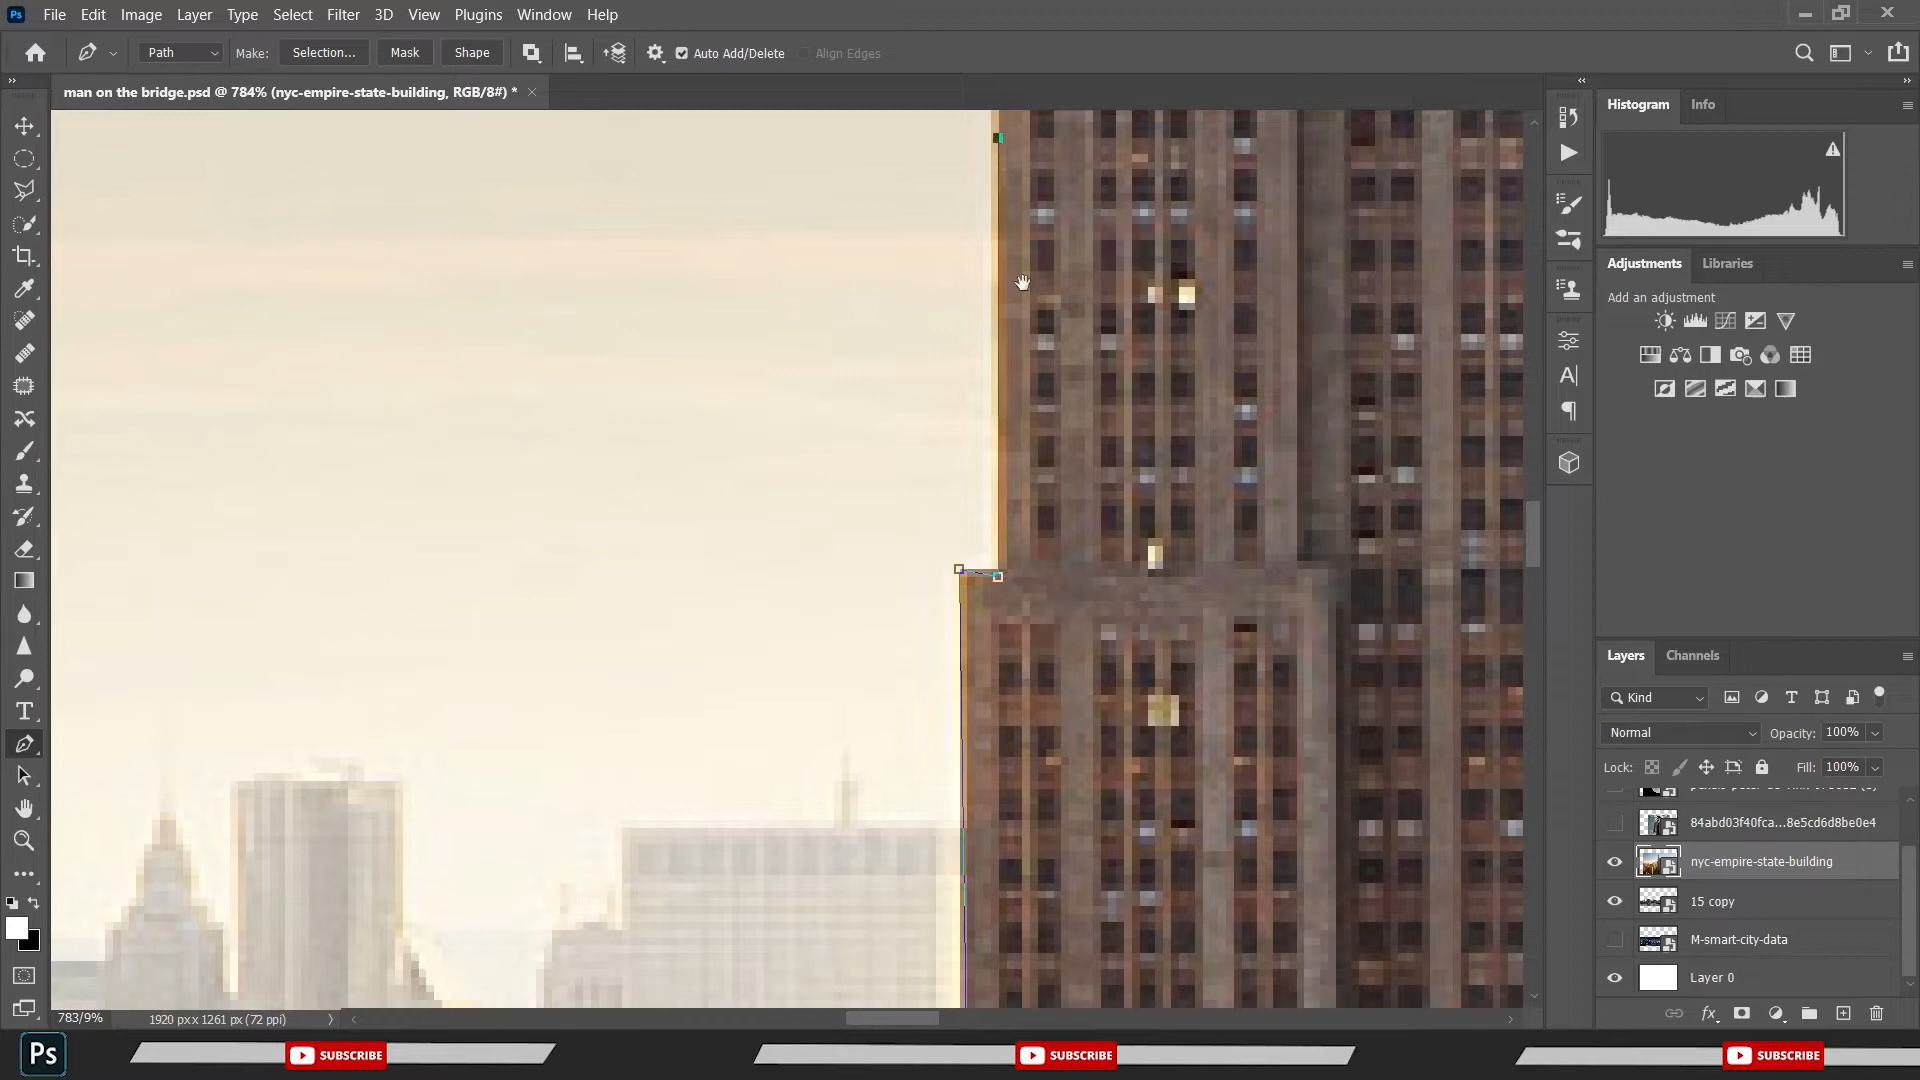 Ps File Edit Image Layer Type Select Filter 3D View Plugins Window Help
Path Make: Selection... Mask Shape Auto Add/Delete Align Edges
man on the bridge.psd @ 784% (nyc-empire-state-building, RGB/8#) *
Histogram Info
Adjustments Libraries
Add an adjustment
Layers Channels
Kind
Normal Opacity: 100%
Lock: Fill: 100%
84abd03f40fca...8e5cd6d8be0e4
nyc-empire-state-building
15 copy
M-smart-city-data
Layer 0
783/9% 1920 px x 1261 px (72 ppi)
Ps SUBSCRIBE SUBSCRIBE SUBSCRIBE